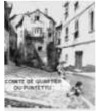 COMITÉ DE QUARTIER
DU PUNTETTU